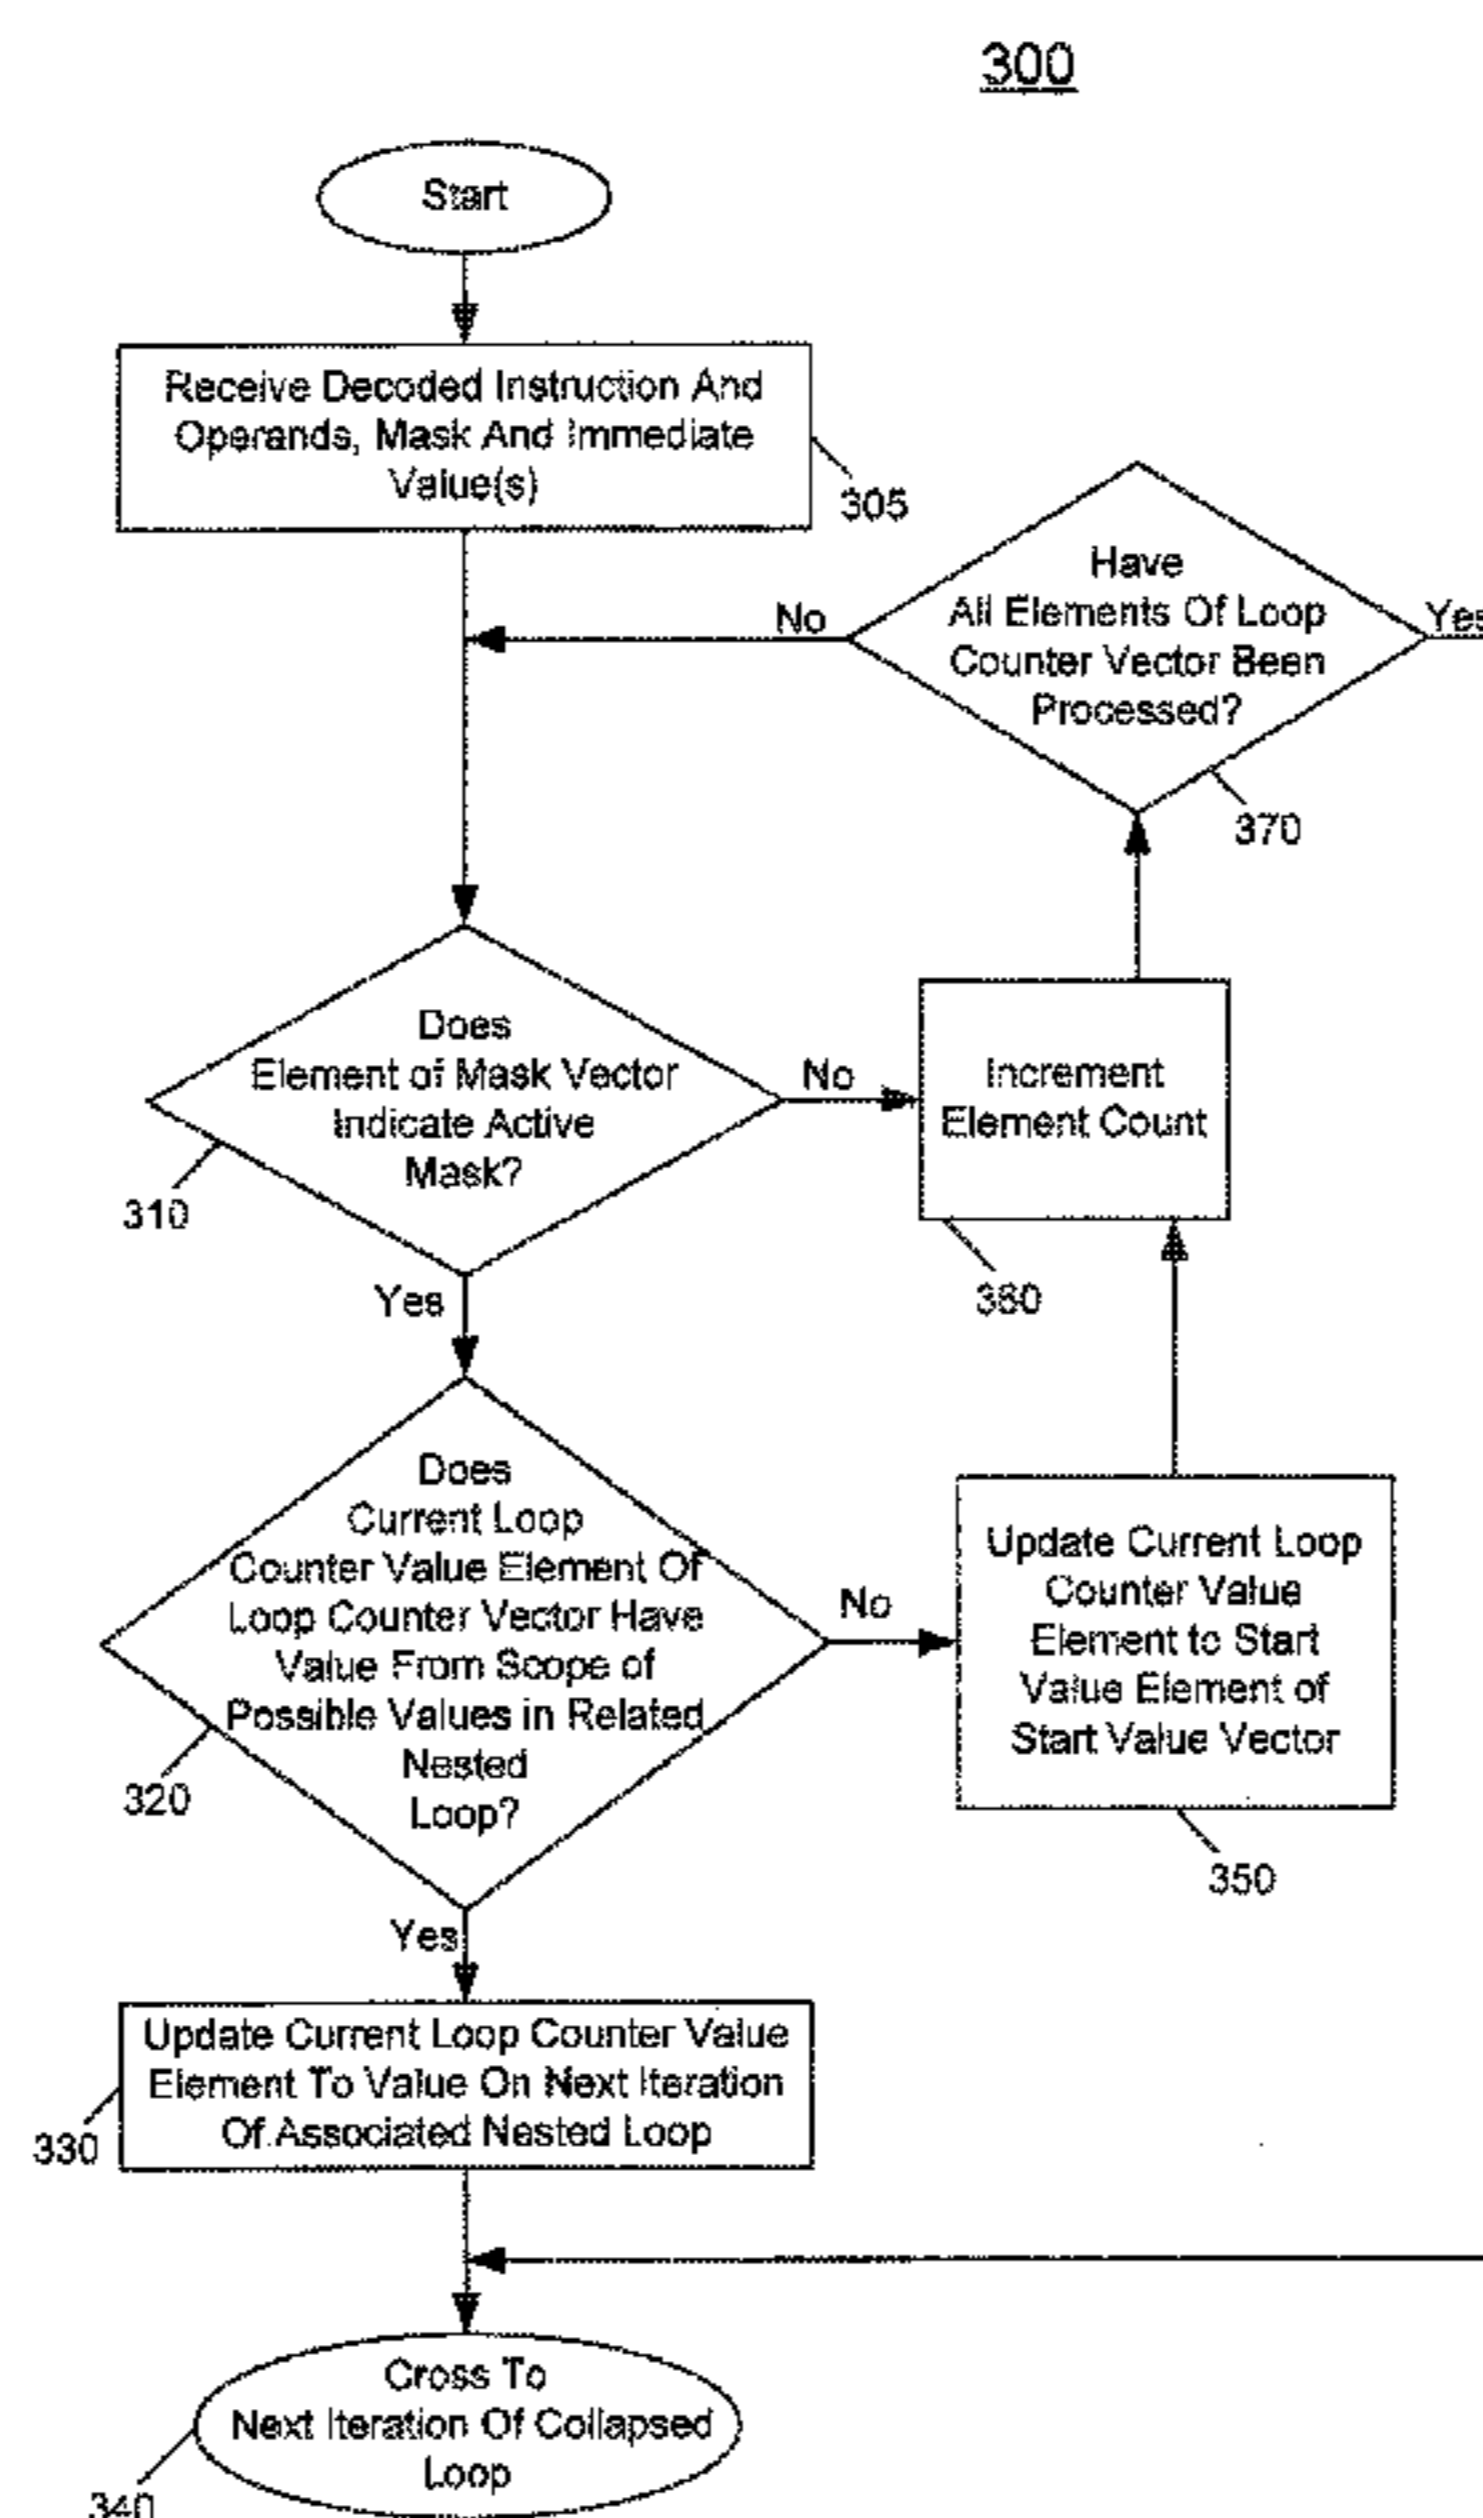 300
Start
Receive Decoded Instruction And
Operands, Mask And Immediate
Value(s)
305
Have
All Elements Of Loop
Counter Vector Been
Processed?
No
Yes
370
Does
Element of Mask Vector
Indicate Active
Mask?
310
No
Increment
Element Count
360
Yes
Does
Current Loop
Counter Value Element Of
Loop Counter Vector Have
Value From Scope of
Possible Values in Related
Nested
Loop?
320
No
Update Current Loop
Counter Value
Element to Start
Value Element of
Start Value Vector
350
Yes
Update Current Loop Counter Value
Element To Value On Next Iteration
Of Associated Nested Loop
330
Cross To
Next Iteration Of Collapsed
Loop
340